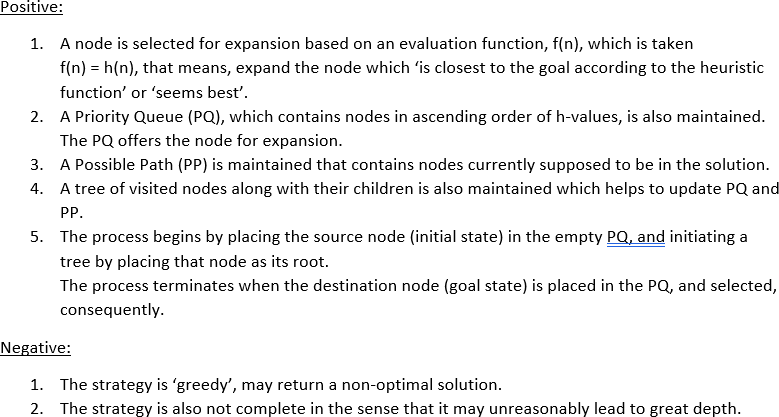 Positive:
1. A node is selected for expansion based on an evaluation function, f(n), which is taken
f(n) = h(n), that means, expand the node which ‘is closest to the goal according to the heuristic
function’ or ‘seems best’.
2. A Priority Queue (PQ), which contains nodes in ascending order of h-values, is also maintained.
The PQ offers the node for expansion.
3. A Possible Path (PP) is maintained that contains nodes currently supposed to be in the solution.
4. A tree of visited nodes along with their children is also maintained which helps to update PQ and
PP.
5. The process begins by placing the source node (initial state) in the empty PQ, and initiating a
tree by placing that node as its root.
The process terminates when the destination node (goal state) is placed in the PQ, and selected,
consequently.
Negative:
1. The strategy is ‘greedy’, may return a non-optimal solution.
2. The strategy is also not complete in the sense that it may unreasonably lead to great depth.